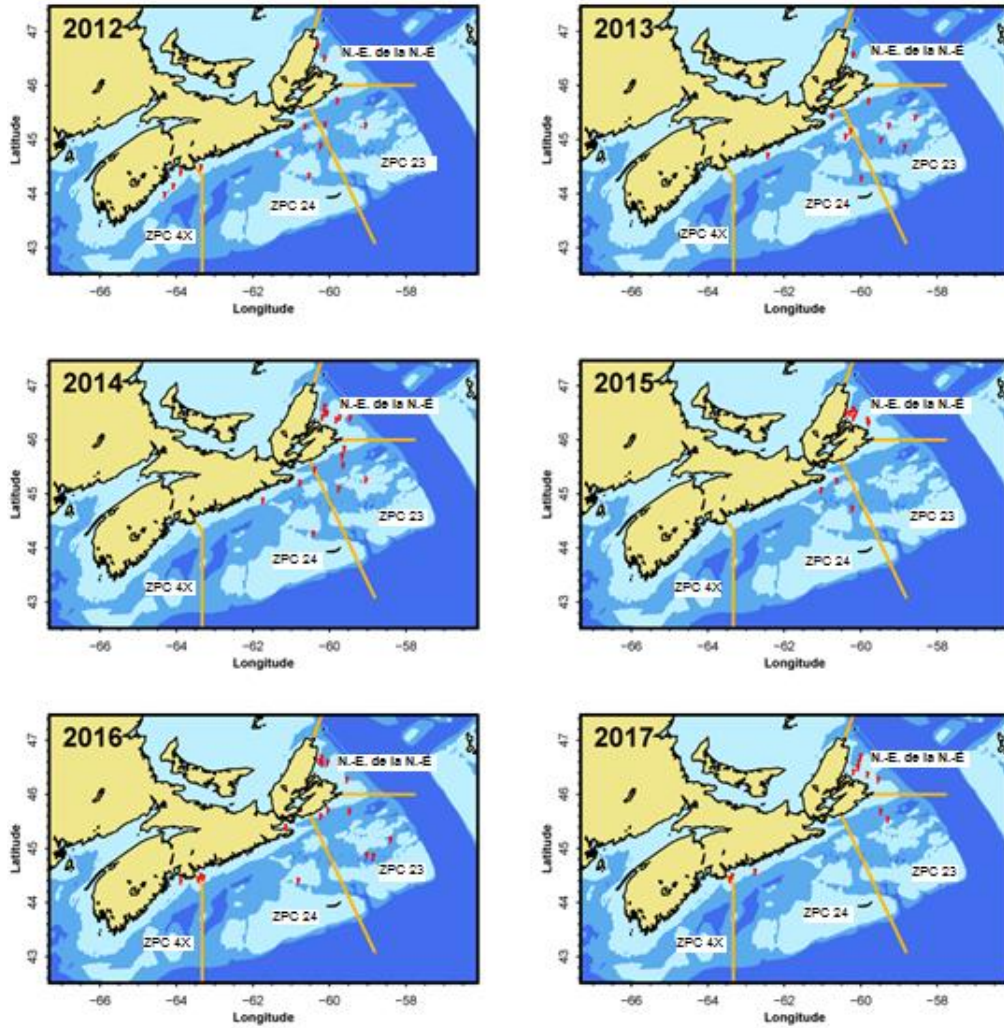 2012
N.-E. de la N.-É
ZPC 23
ZPC 24
ZPC 4X
47
46
45
44
43
Latitude
−66 −64 −62 −60 −58
Longitude
2013
N.-E. de la N.-É
ZPC 23
ZPC 24
ZPC 4X
47
46
45
44
43
Latitude
−66 −64 −62 −60 −58
Longitude
2014
N.-E. de la N.-É
ZPC 23
ZPC 24
ZPC 4X
47
46
45
44
43
Latitude
−66 −64 −62 −60 −58
Longitude
2015
N.-E. de la N.-É
ZPC 23
ZPC 24
ZPC 4X
47
46
45
44
43
Latitude
−66 −64 −62 −60 −58
Longitude
2016
N.-E. de la N.-É
ZPC 23
ZPC 24
ZPC 4X
47
46
45
44
43
Latitude
−66 −64 −62 −60 −58
Longitude
2017
N.-E. de la N.-É
ZPC 23
ZPC 24
ZPC 4X
47
46
45
44
43
Latitude
−66 −64 −62 −60 −58
Longitude